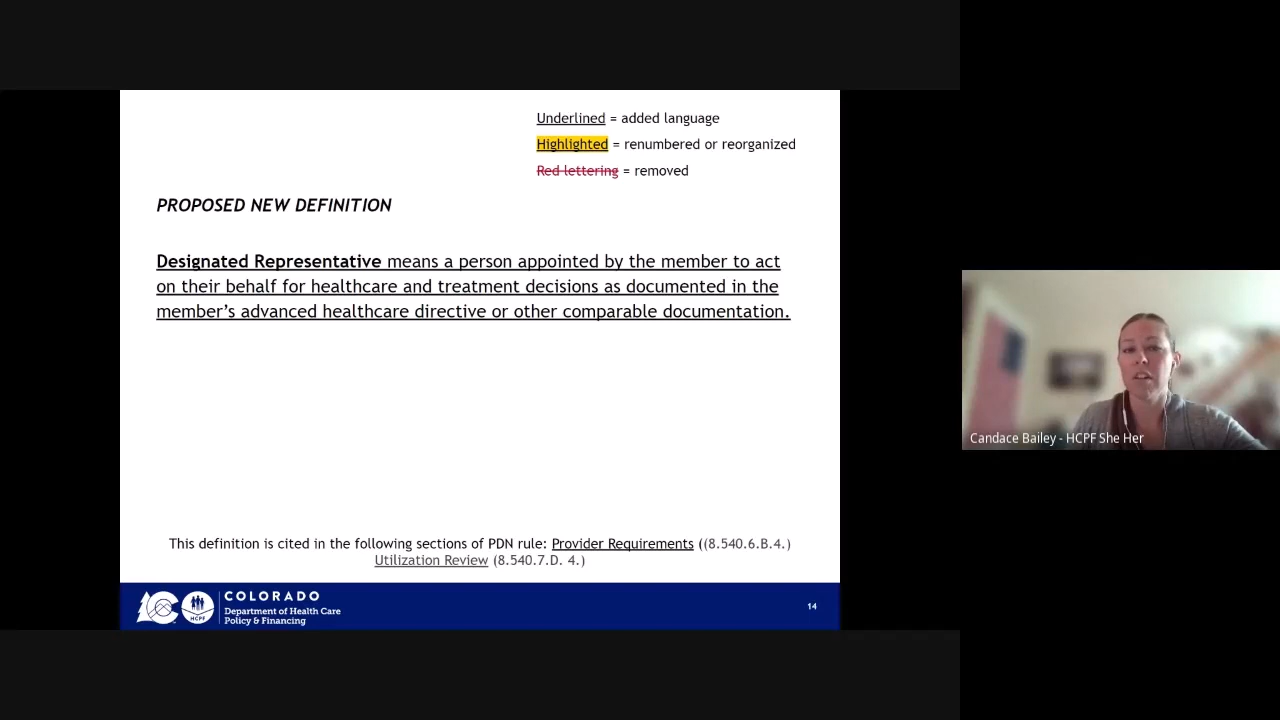 Underlined = added language
Highlighted = renumbered or reorganized
Red lettering = removed
PROPOSED NEW DEFINITION
Designated Representative means a person appointed by the member to act
on their behalf for healthcare and treatment decisions as documented in the
member’s advanced healthcare directive or other comparable documentation.
This definition is cited in the following sections of PDN rule: Provider Requirements ((8.540.6.B.4.)
Utilization Review (8.540.7.D. 4.)
HCPF
COLORADO
Department of Health Care
Policy & Financing
14
Candace Bailey - HCPF She Her